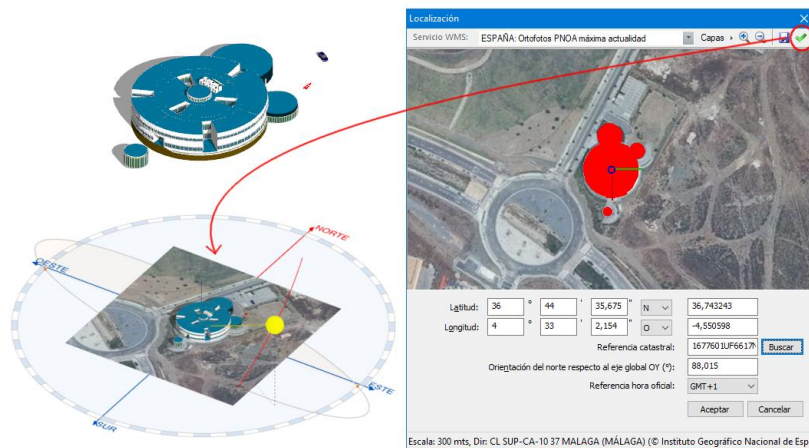 Localización
Servicio WMS: ESPAÑA: Ortofotos PNOA máxima actualidad Capas
NORTE
OESTE
ESTE
SUR
Latitud: 36 ° 44 ' 35,675 " N 36,743243
Longitud: 4 ° 33 ' 2,154 " O -4,550598
Referencia catastral: 1677601UF6617N Buscar
Orientación del norte respecto al eje global OY (°): 88,015
Referencia hora oficial: GMT+1
Aceptar Cancelar
Escala: 300 mts, Dir: CL SUP-CA-10 37 MALAGA (MÁLAGA) (© Instituto Geográfico Nacional de Esp